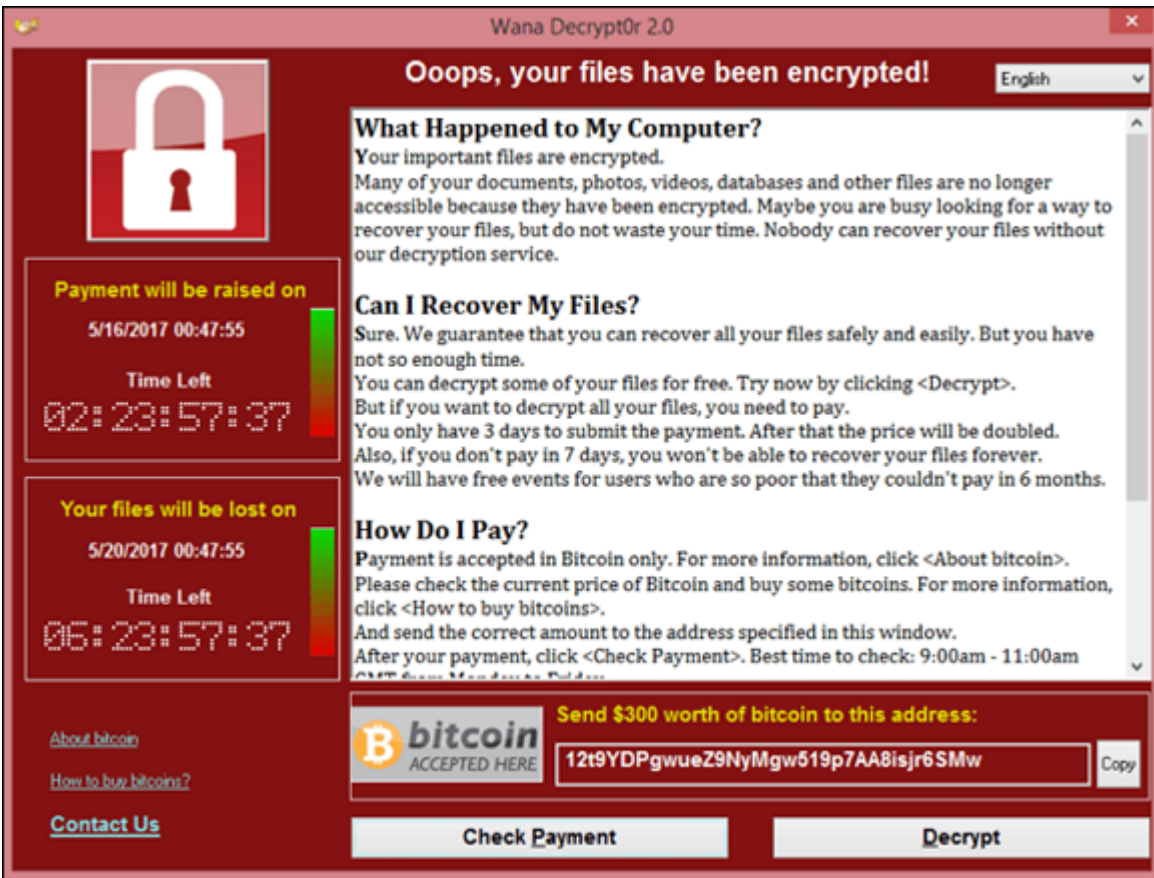 Wana Decrypt0r 2.0
Ooops, your files have been encrypted!
English
What Happened to My Computer?
Your important files are encrypted.
Many of your documents, photos, videos, databases and other files are no longer
accessible because they have been encrypted. Maybe you are busy looking for a way to
recover your files, but do not waste your time. Nobody can recover your files without
our decryption service.
Can I Recover My Files?
Sure. We guarantee that you can recover all your files safely and easily. But you have
not so enough time.
You can decrypt some of your files for free. Try now by clicking <Decrypt>.
But if you want to decrypt all your files, you need to pay.
You only have 3 days to submit the payment. After that the price will be doubled.
Also, if you don't pay in 7 days, you won't be able to recover your files forever.
We will have free events for users who are so poor that they couldn't pay in 6 months.
How Do I Pay?
Payment is accepted in Bitcoin only. For more information, click <About bitcoin>.
Please check the current price of Bitcoin and buy some bitcoins. For more information,
click <How to buy bitcoins>.
And send the correct amount to the address specified in this window.
After your payment, click <Check Payment>. Best time to check: 9:00am - 11:00am
GMT from Monday to Friday.
Payment will be raised on
5/16/2017 00:47:55
Time Left
02:23:57:37
Your files will be lost on
5/20/2017 00:47:55
Time Left
06:23:57:37
About bitcoin
How to buy bitcoins?
Contact Us
bitcoin
ACCEPTED HERE
Send $300 worth of bitcoin to this address:
12t9YDPgwueZ9NyMgw519p7AA8isjr6SMw
Copy
Check Payment
Decrypt